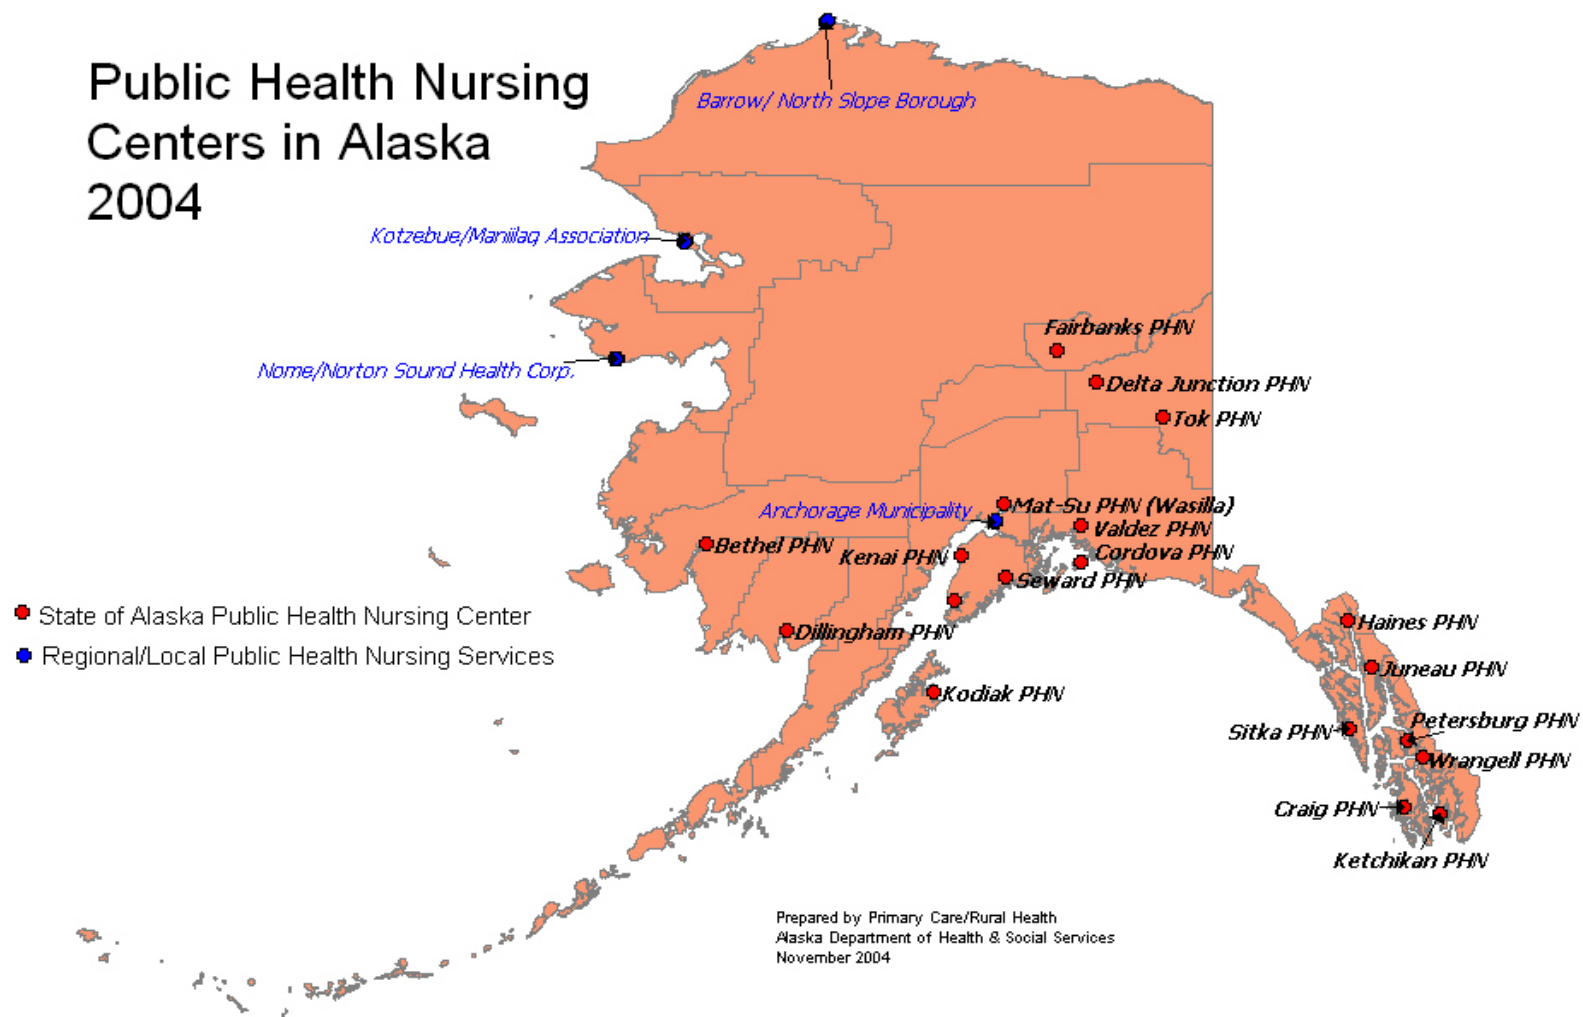 Public Health Nursing
Centers in Alaska
2004
Barrow/ North Slope Borough
Kotzebue/Maniilaq Association
Nome/Norton Sound Health Corp.
Fairbanks PHN
Delta Junction PHN
Tok PHN
Mat-Su PHN (Wasilla)
Anchorage Municipality
Valdez PHN
Bethel PHN
Kenai PHN
Cordova PHN
Seward PHN
State of Alaska Public Health Nursing Center
Regional/Local Public Health Nursing Services
Dillingham PHN
Haines PHN
Juneau PHN
Kodiak PHN
Sitka PHN
Petersburg PHN
Wrangell PHN
Craig PHN
Ketchikan PHN
Prepared by Primary Care/Rural Health
Alaska Department of Health & Social Services
November 2004